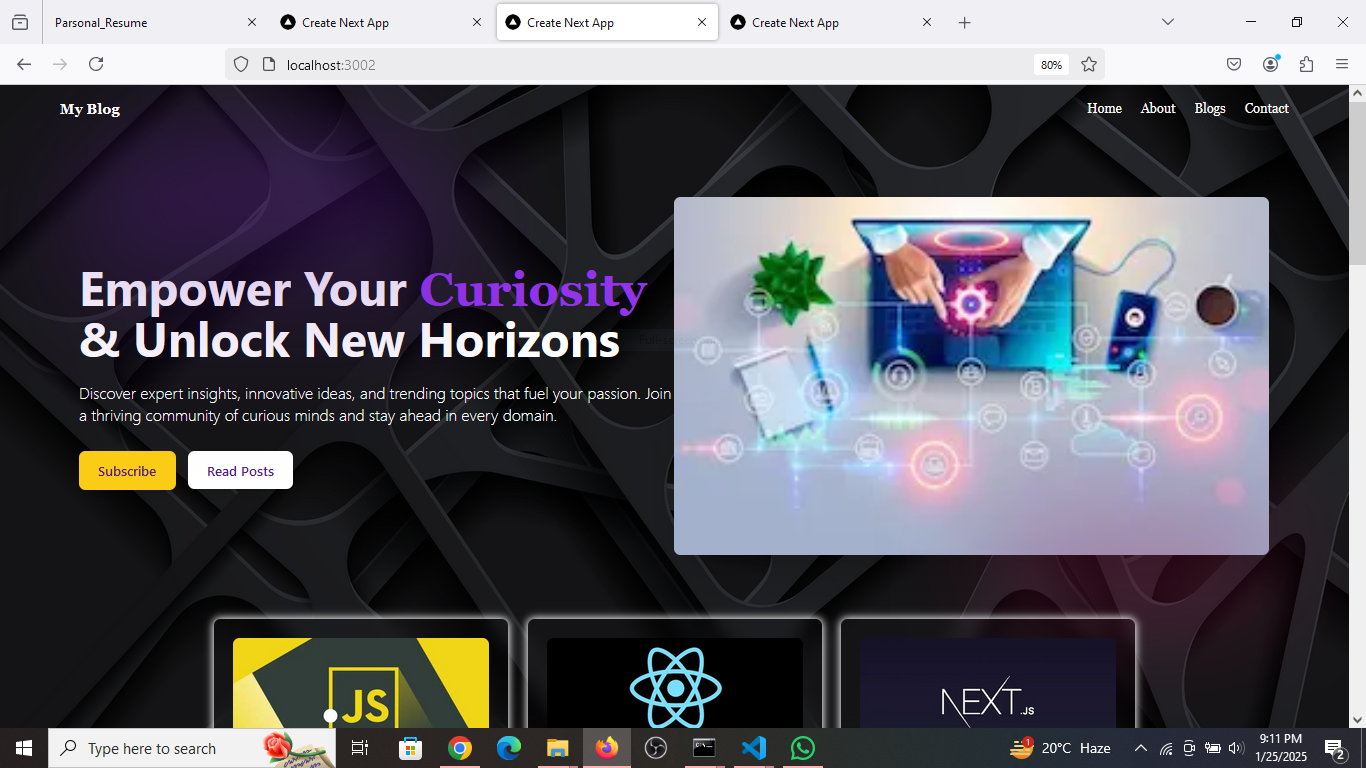 Parsonal_Resume
Create Next App
Create Next App
Create Next App
localhost:3002
80%
My Blog
Home About Blogs Contact
Empower Your Curiosity
& Unlock New Horizons
Discover expert insights, innovative ideas, and trending topics that fuel your passion. Join
a thriving community of curious minds and stay ahead in every domain.
Subscribe
Read Posts
JS
NEXT.JS
Type here to search
1
20°C Haze
9:11 PM
1/25/2025
2